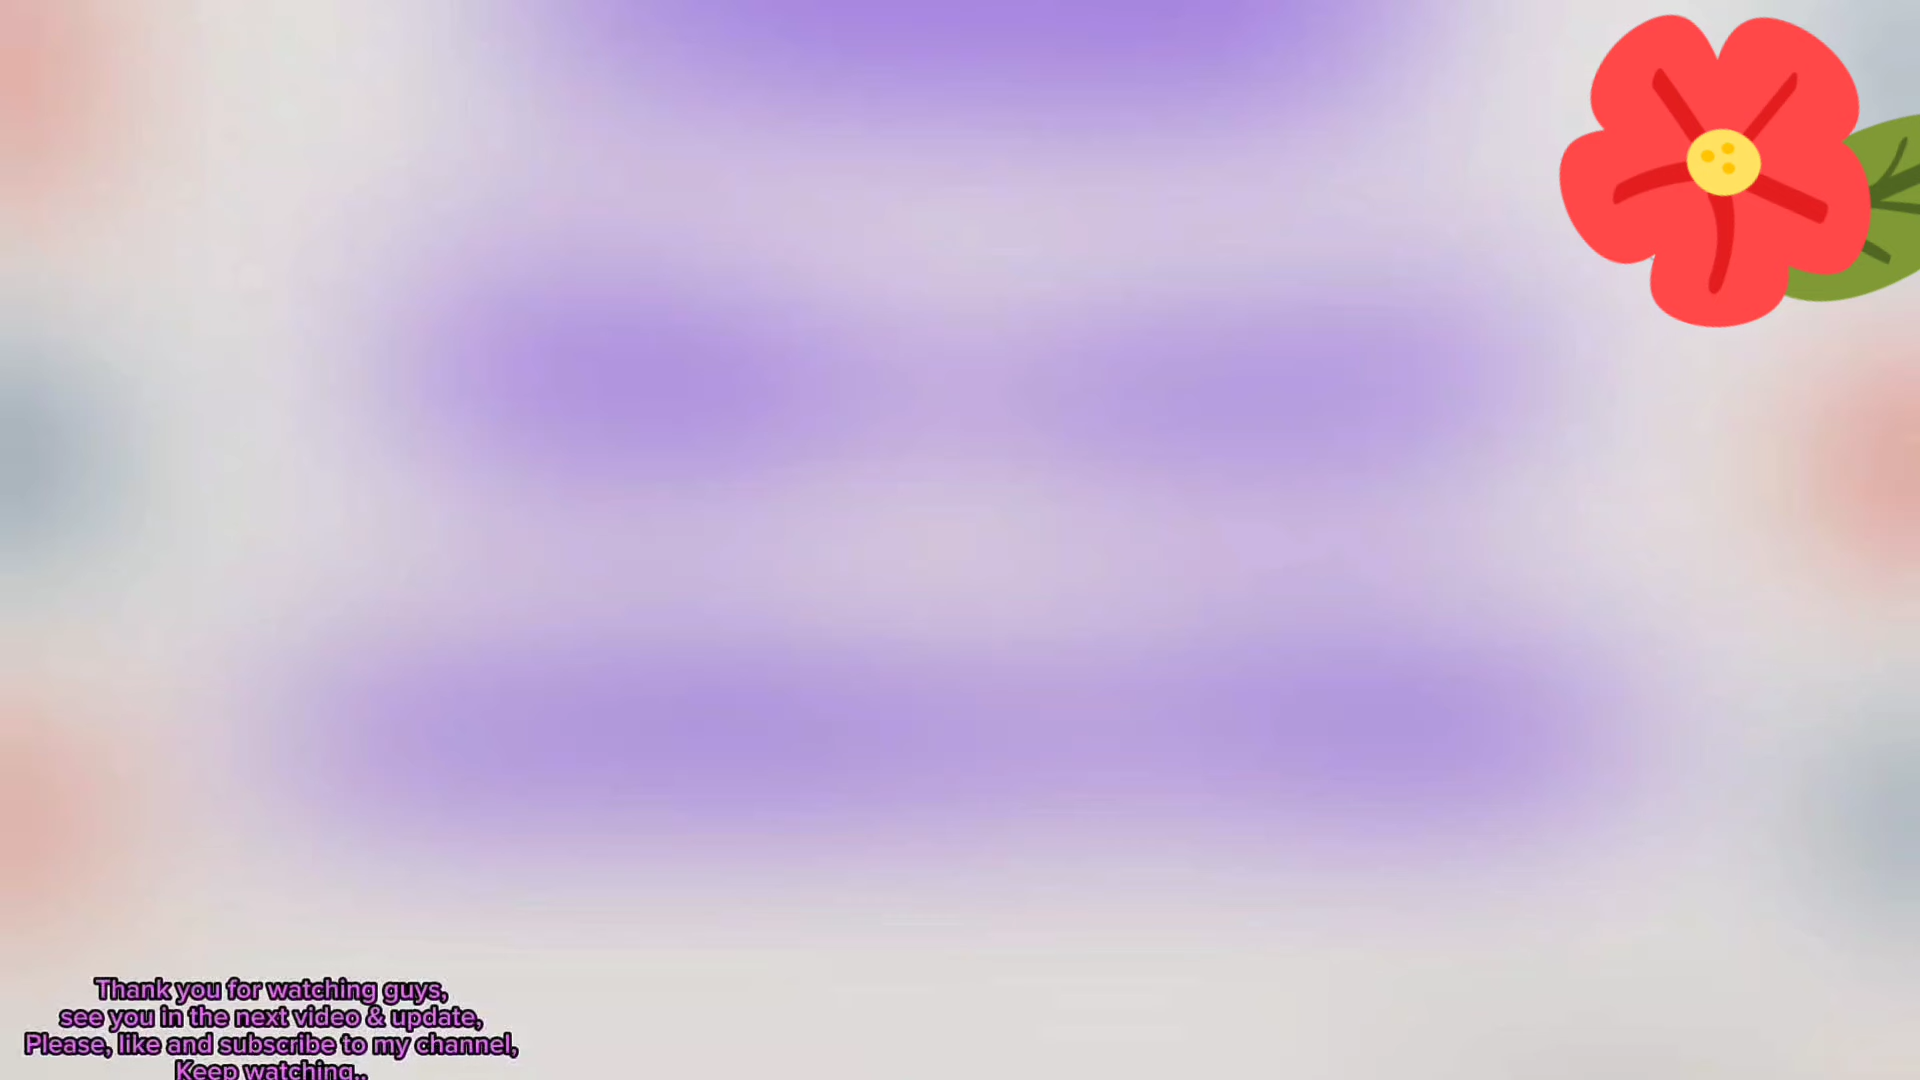 Thank you for watching guys,
see you in the next video & update,
Please, like and subscribe to my channel,
Keep watching..